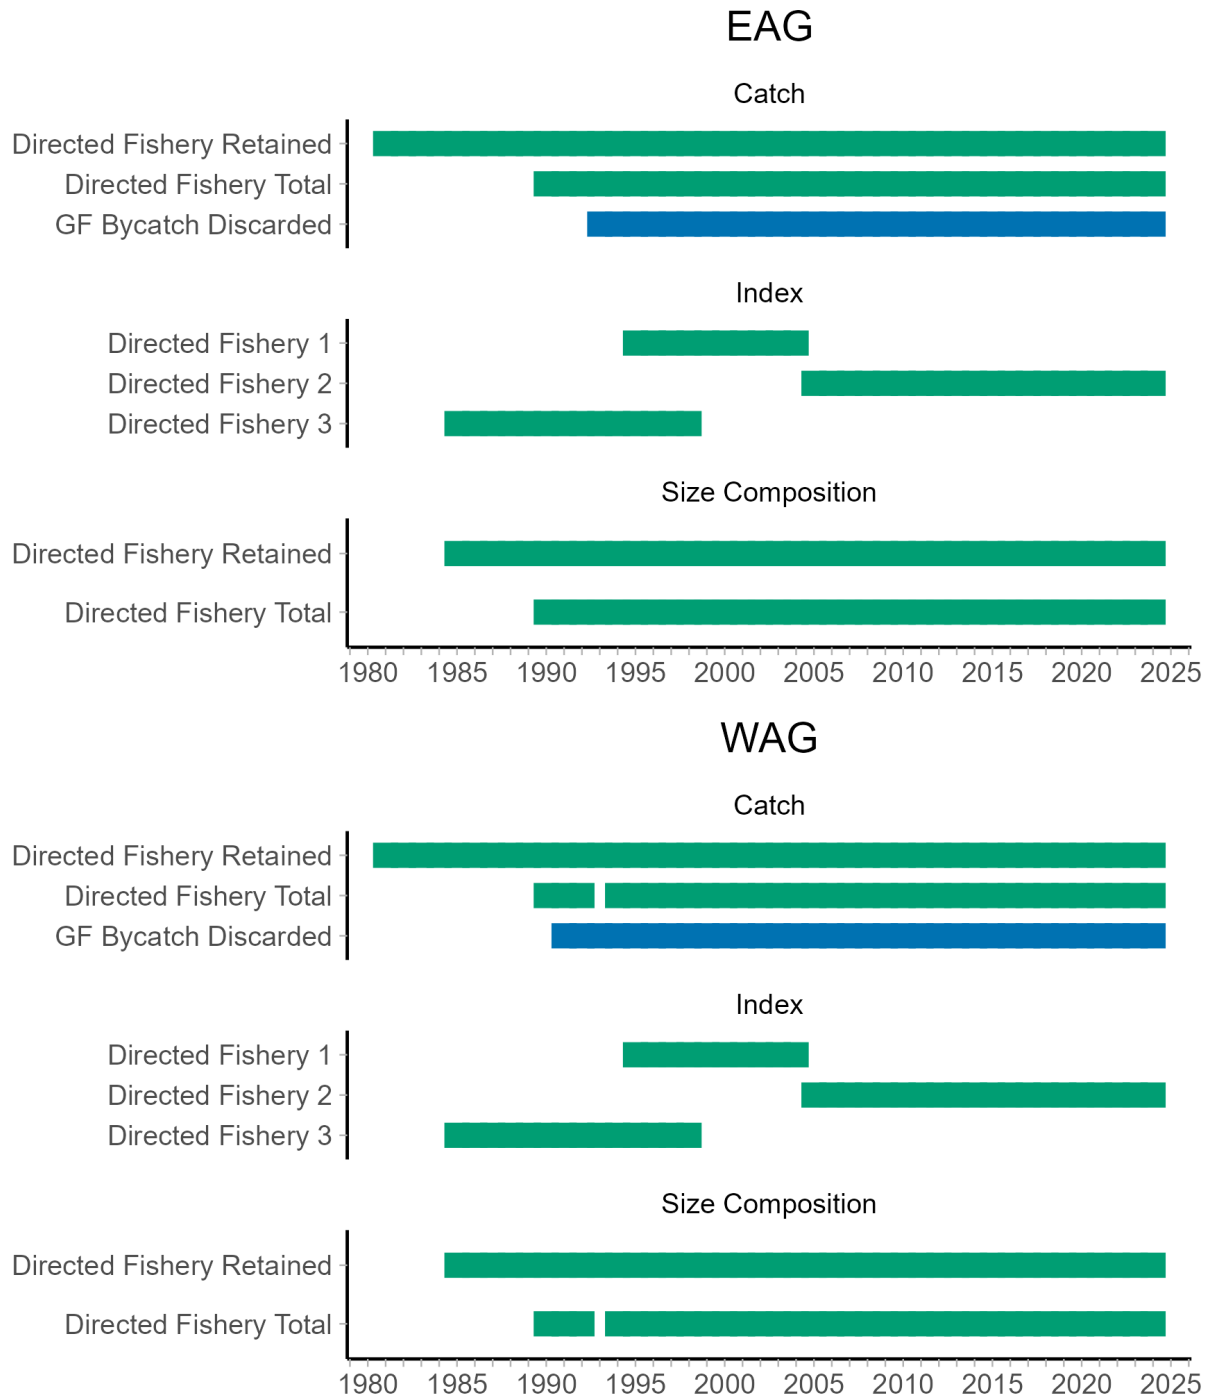 EAG
Catch
Directed Fishery Retained
Directed Fishery Total
GF Bycatch Discarded
Index
Directed Fishery 1
Directed Fishery 2
Directed Fishery 3
Size Composition
Directed Fishery Retained
Directed Fishery Total
1980 1985 1990 1995 2000 2005 2010 2015 2020 2025
WAG
Catch
Directed Fishery Retained
Directed Fishery Total
GF Bycatch Discarded
Index
Directed Fishery 1
Directed Fishery 2
Directed Fishery 3
Size Composition
Directed Fishery Retained
Directed Fishery Total
1980 1985 1990 1995 2000 2005 2010 2015 2020 2025